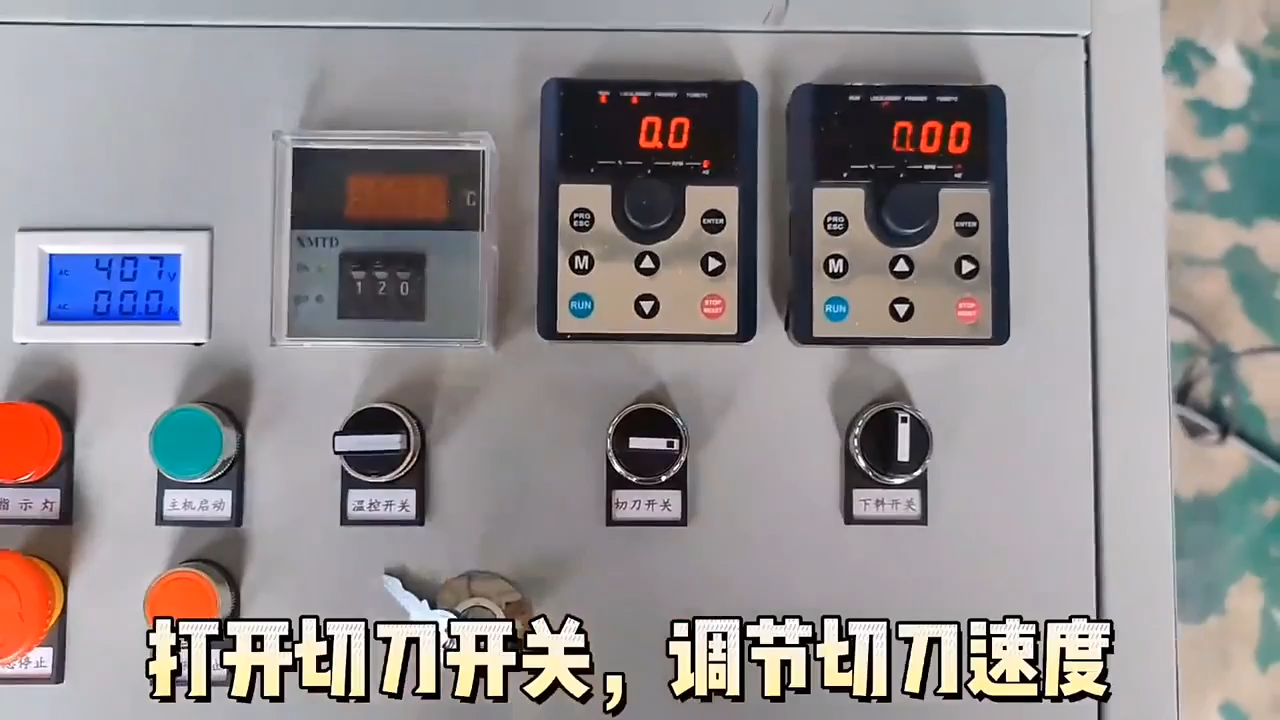 0.0
0.00
PRG ESC
ENTER
PRG ESC
ENTER
C
XMTD
M
M
1 2 0
RUN
STOP RESET
RUN
STOP RESET
AC 407 V
AC 00.0 A
指示灯
主机启动
温控开关
切刀开关
下料开关
停止
打开切刀开关，调节切刀速度